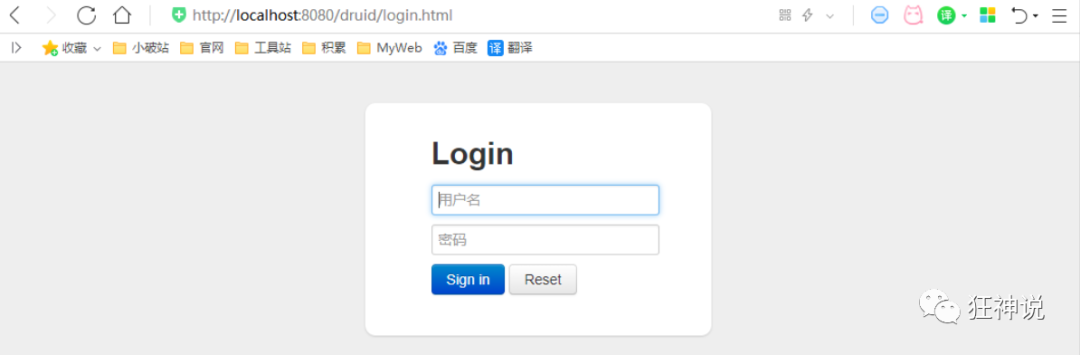 http://localhost:8080/druid/login.html
译
收藏 小破站 官网 工具站 积累 MyWeb 百度 译 翻译
Login
用户名
密码
Sign in Reset
狂神说